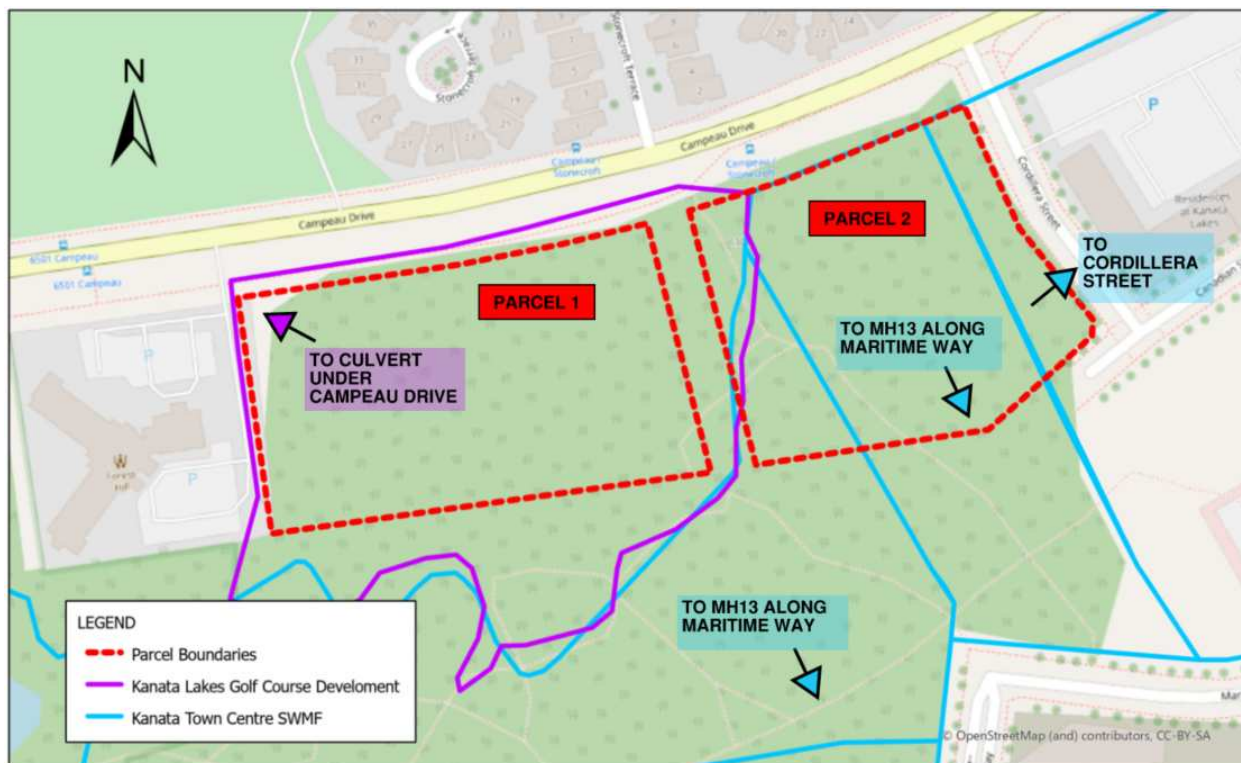 N
Stonecroft Terrace
Stonecroft Terrace
Campeau Drive
Campeau /
Stonecroft
Campeau /
Stonecroft
Campeau Drive
6501 Campeau
6501 Campeau
P
P
P
Cordillera Street
Residences
at Kanata
Lakes
PARCEL 1
PARCEL 2
TO
CORDILLERA
STREET
TO MH13 ALONG
MARITIME WAY
TO CULVERT
UNDER
CAMPEAU DRIVE
TO MH13 ALONG
MARITIME WAY
LEGEND
Parcel Boundaries
Kanata Lakes Golf Course Develoment
Kanata Town Centre SWMF
© OpenStreetMap (and) contributors, CC-BY-SA